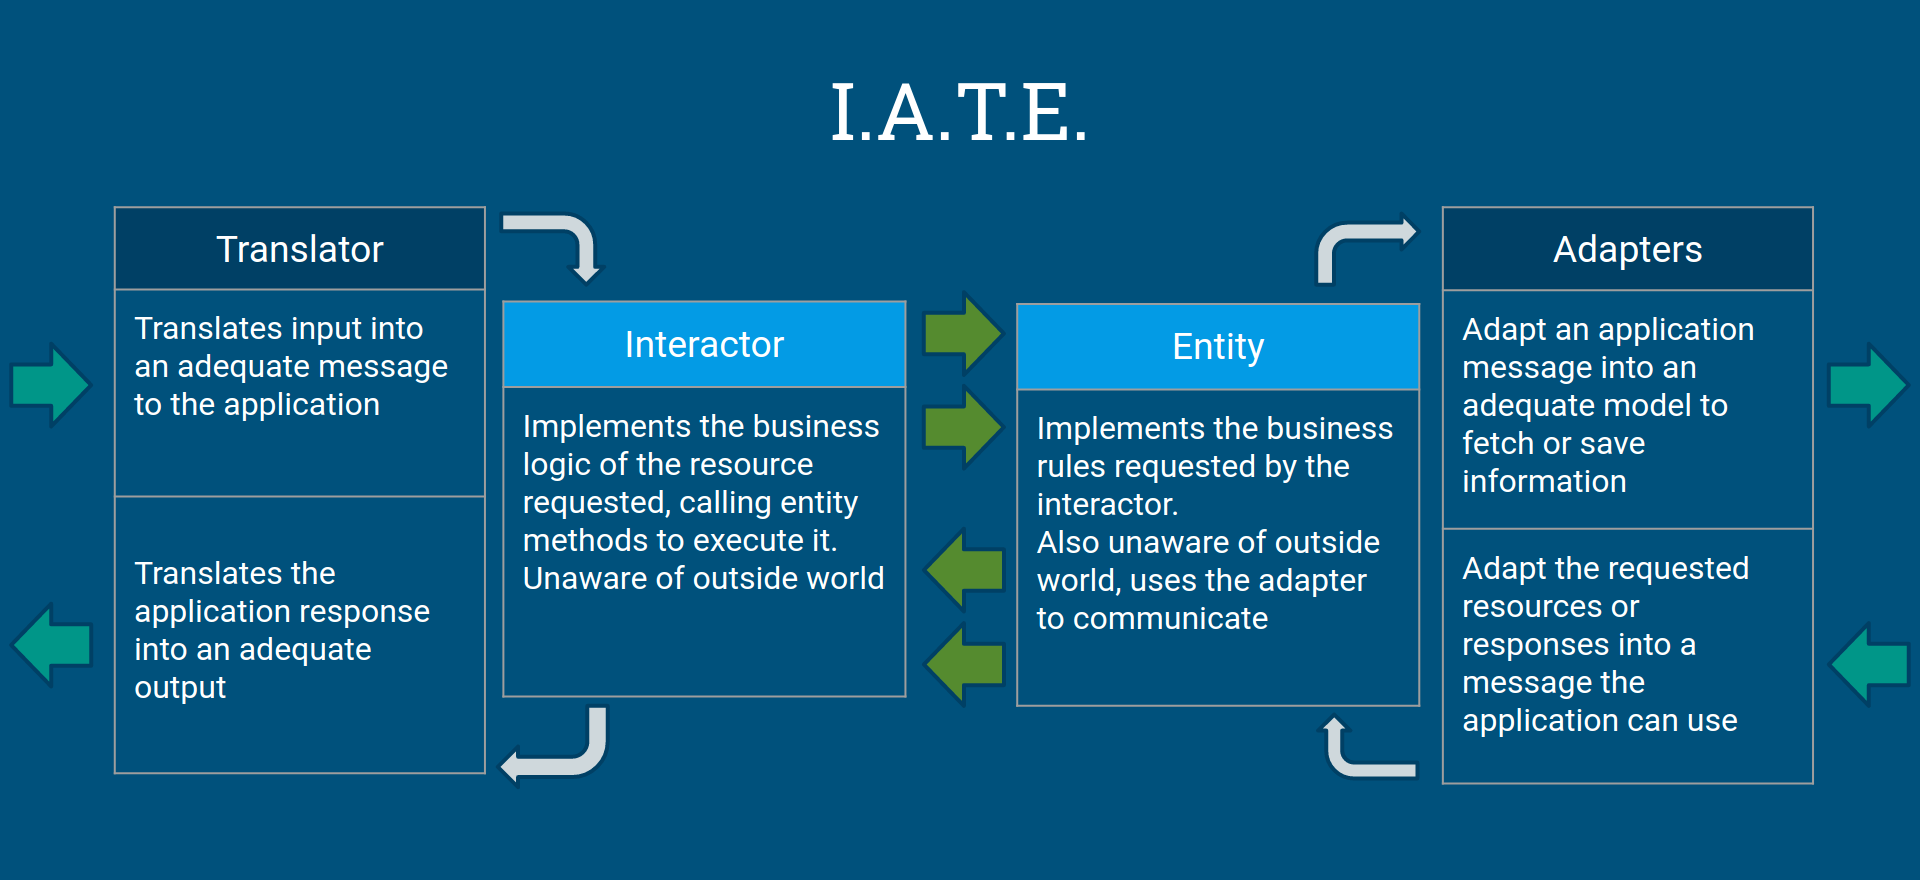 I.A.T.E.
Translator
Translates input into
an adequate message
to the application
Translates the
application response
into an adequate
output
Interactor
Implements the business
logic of the resource
requested, calling entity
methods to execute it.
Unaware of outside world
Entity
Implements the business
rules requested by the
interactor.
Also unaware of outside
world, uses the adapter
to communicate
Adapters
Adapt an application
message into an
adequate model to
fetch or save
information
Adapt the requested
resources or
responses into a
message the
application can use